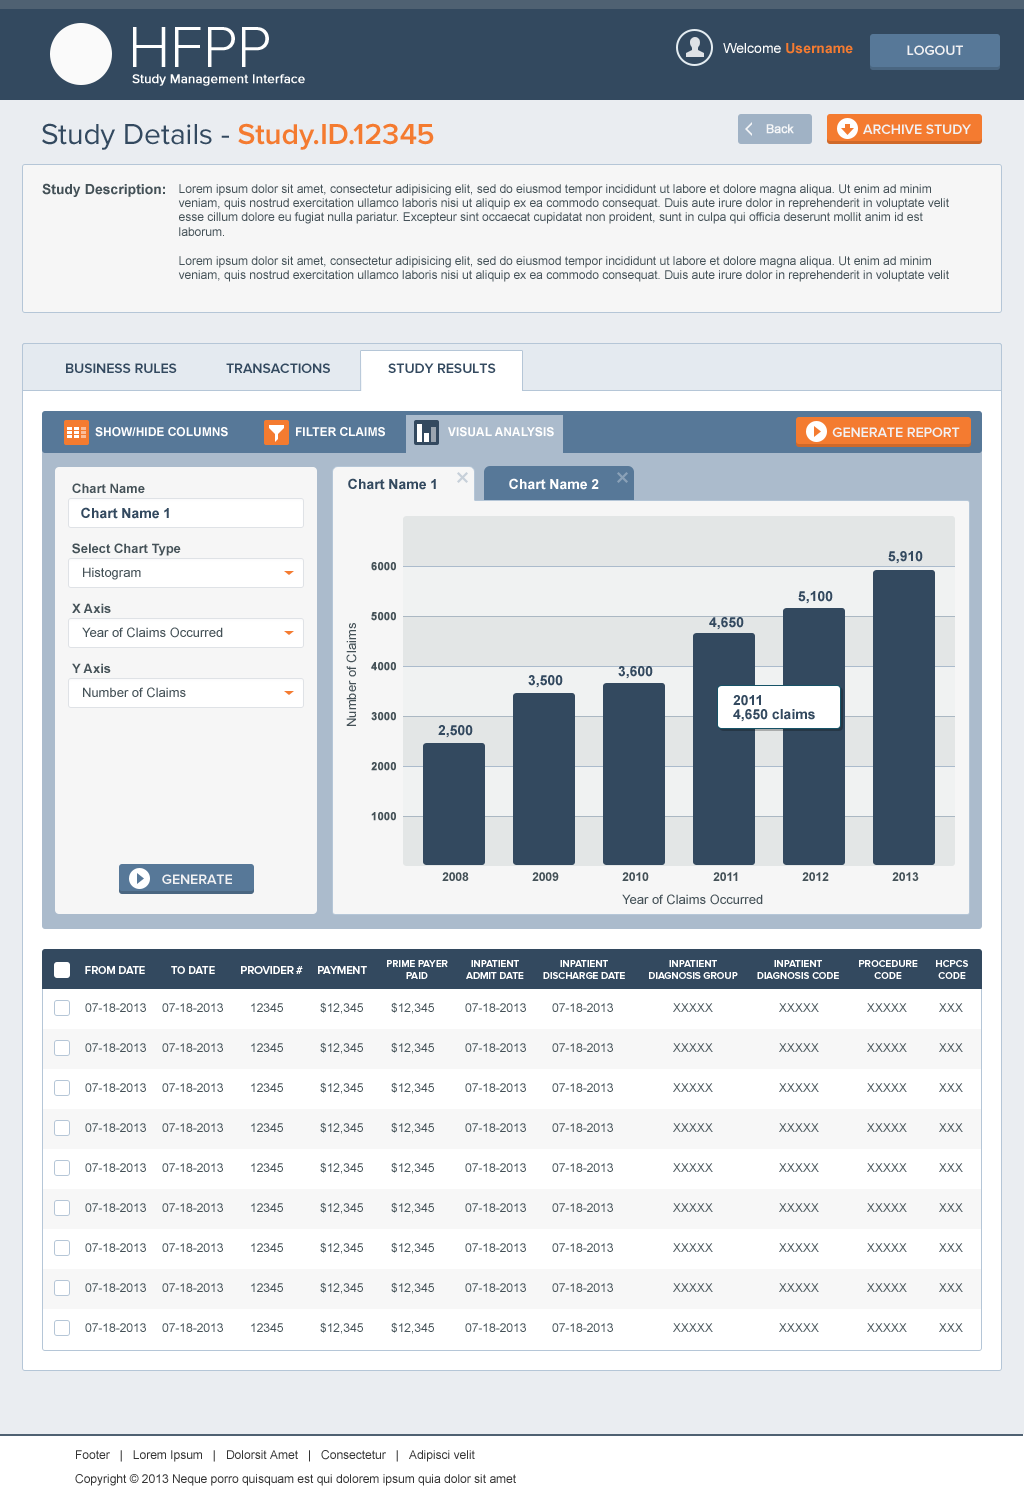 HFPP
Study Management Interface
Welcome Username
LOGOUT
Study Details - Study.ID.12345
Back
ARCHIVE STUDY
Study Description:
Lorem ipsum dolor sit amet, consectetur adipisicing elit, sed do eiusmod tempor incididunt ut labore et dolore magna aliqua. Ut enim ad minim
veniam, quis nostrud exercitation ullamco laboris nisi ut aliquip ex ea commodo consequat. Duis aute irure dolor in reprehenderit in voluptate velit
esse cillum dolore eu fugiat nulla pariatur. Excepteur sint occaecat cupidatat non proident, sunt in culpa qui officia deserunt mollit anim id est
laborum.
Lorem ipsum dolor sit amet, consectetur adipisicing elit, sed do eiusmod tempor incididunt ut labore et dolore magna aliqua. Ut enim ad minim
veniam, quis nostrud exercitation ullamco laboris nisi ut aliquip ex ea commodo consequat. Duis aute irure dolor in reprehenderit in voluptate velit
BUSINESS RULES
TRANSACTIONS
STUDY RESULTS
SHOW/HIDE COLUMNS
FILTER CLAIMS
VISUAL ANALYSIS
GENERATE REPORT
Chart Name
Chart Name 1
Select Chart Type
Histogram
X Axis
Year of Claims Occurred
Y Axis
Number of Claims
GENERATE
Chart Name 1
Chart Name 2
Number of Claims
6000
5000
4000
3000
2000
1000
2,500
3,500
3,600
4,650
5,100
5,910
2011
4,650 claims
2008 2009 2010 2011 2012 2013
Year of Claims Occurred
FROM DATE TO DATE PROVIDER # PAYMENT PRIME PAYER PAID INPATIENT ADMIT DATE INPATIENT DISCHARGE DATE INPATIENT DIAGNOSIS GROUP INPATIENT DIAGNOSIS CODE PROCEDURE CODE HCPCS CODE
07-18-2013 07-18-2013 12345 $12,345 $12,345 07-18-2013 07-18-2013 XXXXX XXXXX XXXXX XXX
07-18-2013 07-18-2013 12345 $12,345 $12,345 07-18-2013 07-18-2013 XXXXX XXXXX XXXXX XXX
07-18-2013 07-18-2013 12345 $12,345 $12,345 07-18-2013 07-18-2013 XXXXX XXXXX XXXXX XXX
07-18-2013 07-18-2013 12345 $12,345 $12,345 07-18-2013 07-18-2013 XXXXX XXXXX XXXXX XXX
07-18-2013 07-18-2013 12345 $12,345 $12,345 07-18-2013 07-18-2013 XXXXX XXXXX XXXXX XXX
07-18-2013 07-18-2013 12345 $12,345 $12,345 07-18-2013 07-18-2013 XXXXX XXXXX XXXXX XXX
07-18-2013 07-18-2013 12345 $12,345 $12,345 07-18-2013 07-18-2013 XXXXX XXXXX XXXXX XXX
07-18-2013 07-18-2013 12345 $12,345 $12,345 07-18-2013 07-18-2013 XXXXX XXXXX XXXXX XXX
07-18-2013 07-18-2013 12345 $12,345 $12,345 07-18-2013 07-18-2013 XXXXX XXXXX XXXXX XXX
Footer | Lorem Ipsum | Dolorsit Amet | Consectetur | Adipisci velit
Copyright © 2013 Neque porro quisquam est qui dolorem ipsum quia dolor sit amet